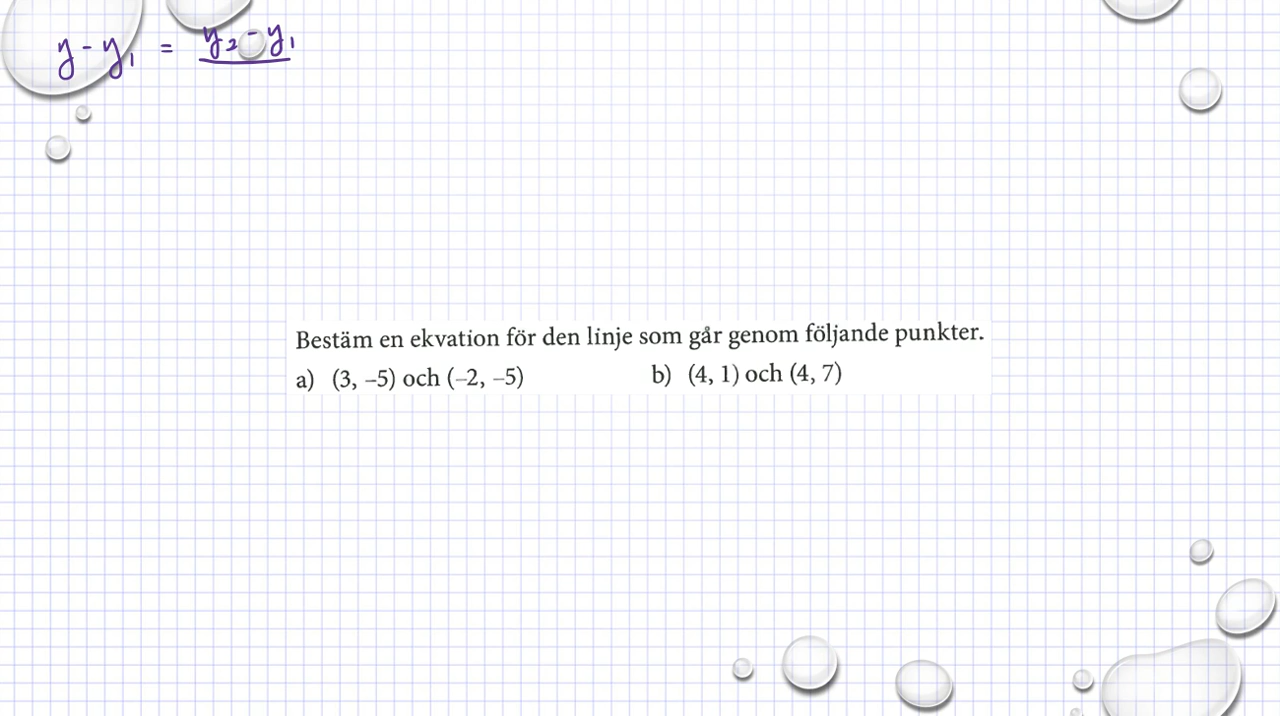 y - y₁ = y₂ - y₁
Bestäm en ekvation för den linje som går genom följande punkter.
a) (3, –5) och (–2, –5) b) (4, 1) och (4, 7)